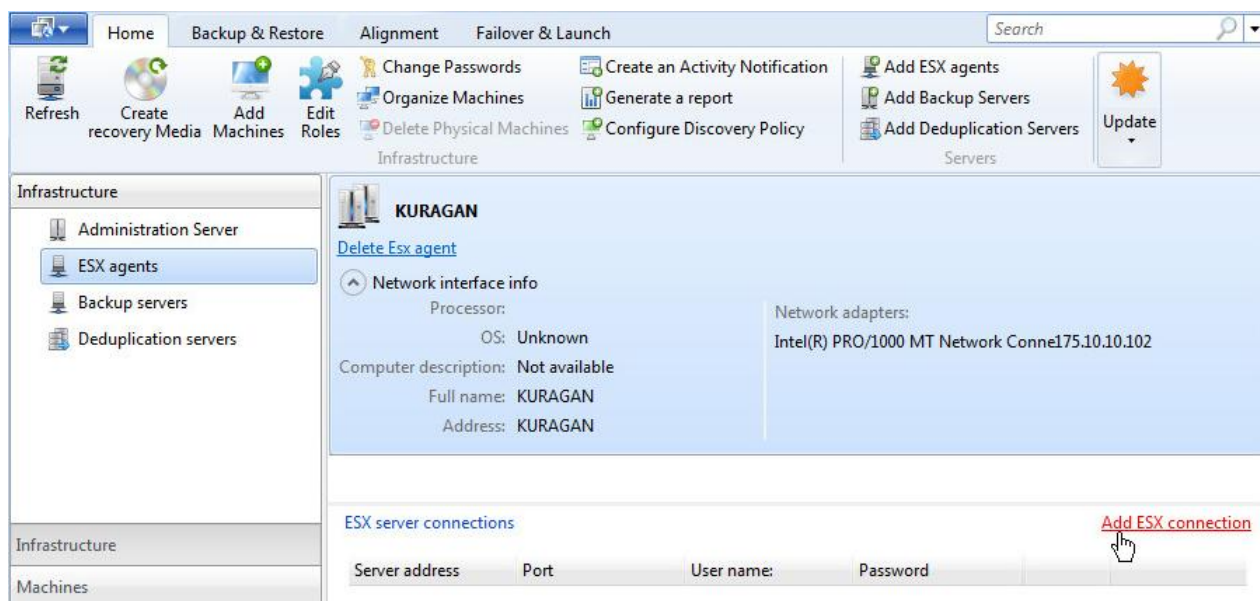 Home Backup & Restore Alignment Failover & Launch Search
Refresh
Create recovery Media
Add Machines
Edit Roles
Change Passwords
Organize Machines
Delete Physical Machines
Create an Activity Notification
Generate a report
Configure Discovery Policy
Infrastructure
Add ESX agents
Add Backup Servers
Add Deduplication Servers
Servers
Update
Infrastructure
Administration Server
ESX agents
Backup servers
Deduplication servers
Infrastructure
Machines
KURAGAN
Delete Esx agent
Network interface info
Processor:
OS: Unknown
Computer description: Not available
Full name: KURAGAN
Address: KURAGAN
Network adapters:
Intel(R) PRO/1000 MT Network Conne175.10.10.102
ESX server connections Add ESX connection
Server address Port User name: Password